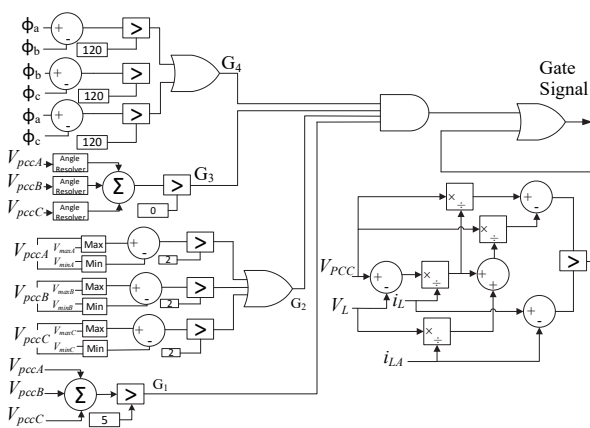 ϕa
+
-
>
ϕb
120
ϕb
+
-
>
ϕc
120
G4
ϕa
+
-
>
ϕc
120
Gate
Signal
VpccA
Angle
Resolver
VpccB
Angle
Resolver
Σ
>
G3
VpccC
Angle
Resolver
0
VpccA
VmaxA
Max
+
-
>
VminA
Min
2
VpccB
VmaxB
Max
+
-
>
VminB
Min
2
G2
VpccC
VmaxC
Max
+
-
>
VminC
Min
2
VpccA
VpccB
Σ
>
G1
VpccC
5
×
÷
+
-
×
÷
VPCC
+
-
×
÷
+
+
>
VL
iL
+
-
×
÷
iLA